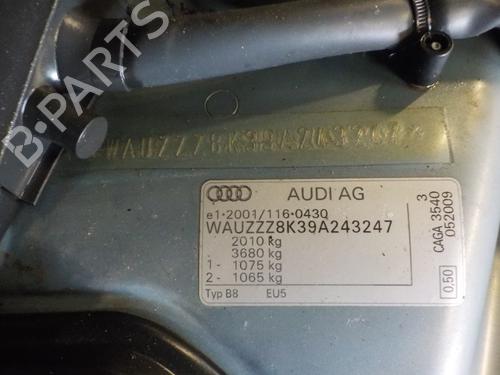 B-PARTS
AUDI AG
e1*2001/116*0430
WAUZZZ8K39A243247
2010 kg
3680 kg
1 - 1075 kg
2 - 1065 kg
Typ B8 EU5
3
CAGA 3540
052009
0,50